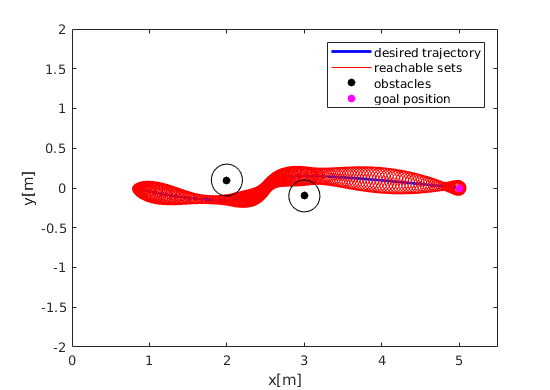 2
1.5
1
0.5
0
-0.5
-1
-1.5
-2
y[m]
desired trajectory
reachable sets
obstacles
goal position
0 1 2 3 4 5
x[m]